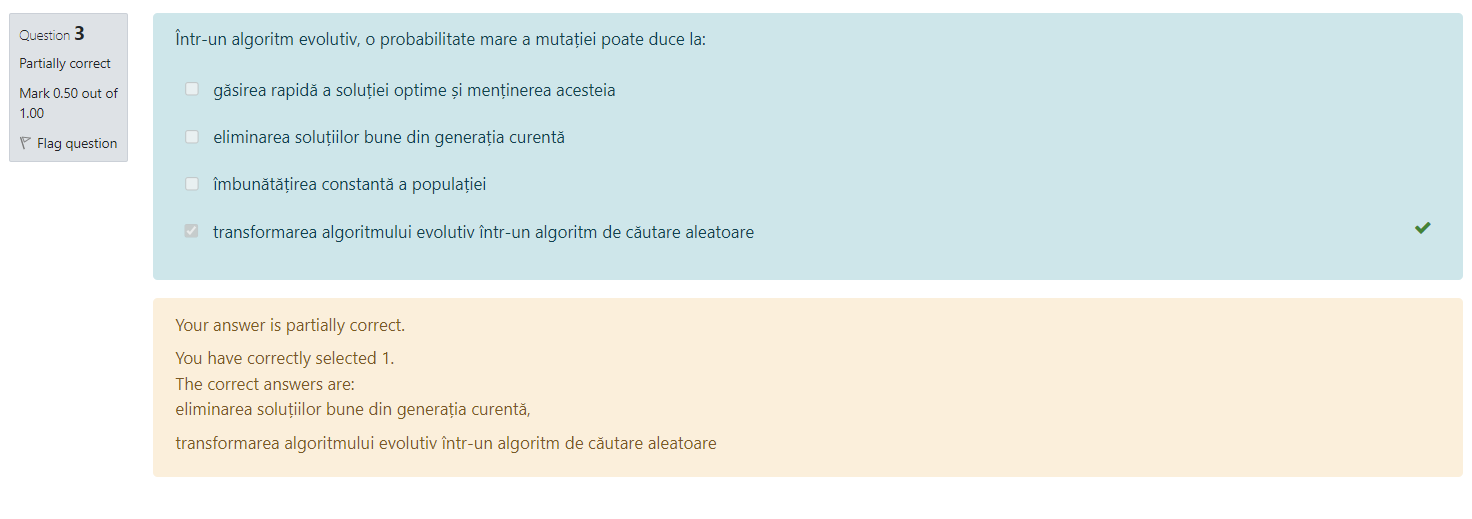 Question 3
Partially correct
Mark 0.50 out of
1.00
Flag question
Într-un algoritm evolutiv, o probabilitate mare a mutației poate duce la:
găsirea rapidă a soluției optime și menținerea acesteia
eliminarea soluțiilor bune din generația curentă
îmbunătățirea constantă a populației
transformarea algoritmului evolutiv într-un algoritm de căutare aleatoare
Your answer is partially correct.
You have correctly selected 1.
The correct answers are:
eliminarea soluțiilor bune din generația curentă,
transformarea algoritmului evolutiv într-un algoritm de căutare aleatoare